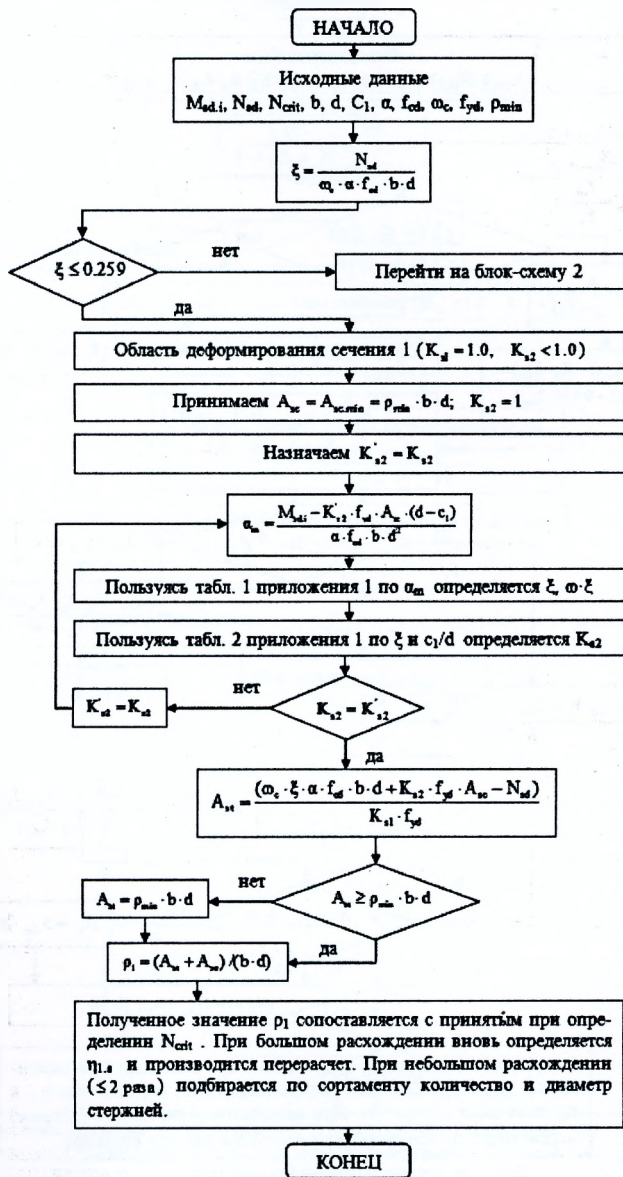 НАЧАЛО
Исходные данные
M_sd.i, N_sd, N_crit, b, d, C_1, α, f_cd, ω_c, f_yd, ρ_min
ξ = N_sd / (ω_c · α · f_cd · b · d)
ξ ≤ 0.259
нет
Перейти на блок-схему 2
да
Область деформирования сечения 1 (K_s1 = 1.0, K_s2 < 1.0)
Принимаем A_sc = A_sc.min = ρ_min · b · d; K_s2 = 1
Назначаем K'_s2 = K_s2
α_m = (M_sd.i − K'_s2 · f_yd · A_sc · (d − c_1)) / (α · f_cd · b · d²)
Пользуясь табл. 1 приложения 1 по α_m определяется ξ, ω·ξ
Пользуясь табл. 2 приложения 1 по ξ и c_1/d определяется K_s2
нет
K'_s2 = K_s2
K_s2 = K'_s2
да
A_st = (ω_c · ξ · α · f_cd · b · d + K_s2 · f_yd · A_sc − N_sd) / (K_s1 · f_yd)
нет
A_st = ρ_min · b · d
A_st ≥ ρ_min · b · d
да
ρ_1 = (A_st + A_sc) /(b · d)
Полученное значение ρ_1 сопоставляется с принятым при опре-
делении N_crit . При большом расхождении вновь определяется
η_1.s и производится перерасчет. При небольшом расхождении
(≤2 раза) подбирается по сортаменту количество и диаметр
стержней.
КОНЕЦ